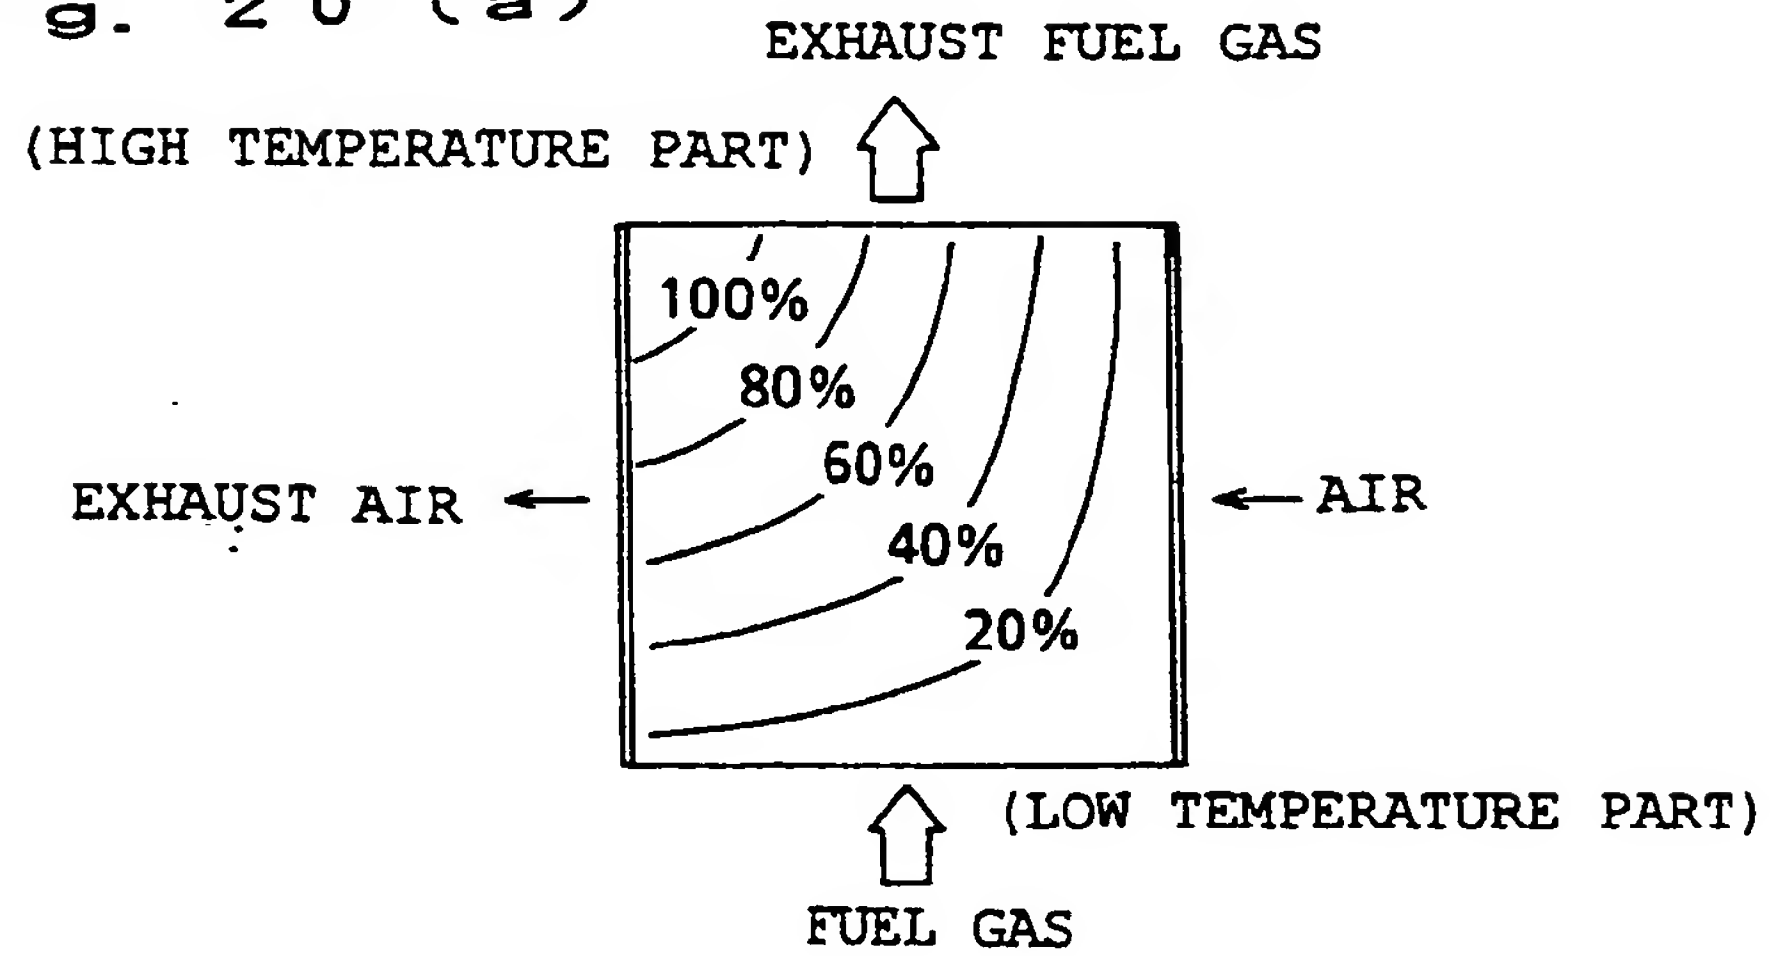 g. 20 (a)
EXHAUST FUEL GAS
(HIGH TEMPERATURE PART)
100%
80%
60%
EXHAUST AIR
AIR
40%
20%
(LOW TEMPERATURE PART)
FUEL GAS